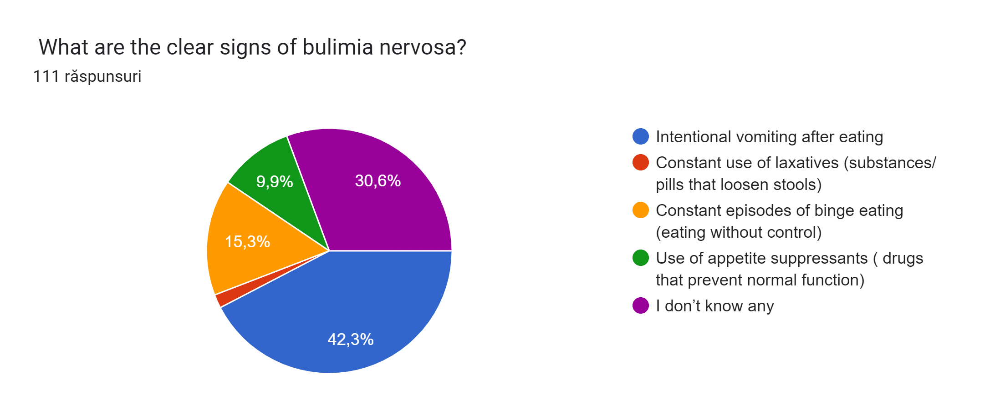 What are the clear signs of bulimia nervosa?
111 răspunsuri
9,9%
30,6%
15,3%
42,3%
Intentional vomiting after eating
Constant use of laxatives (substances/
pills that loosen stools)
Constant episodes of binge eating
(eating without control)
Use of appetite suppressants ( drugs
that prevent normal function)
I don’t know any